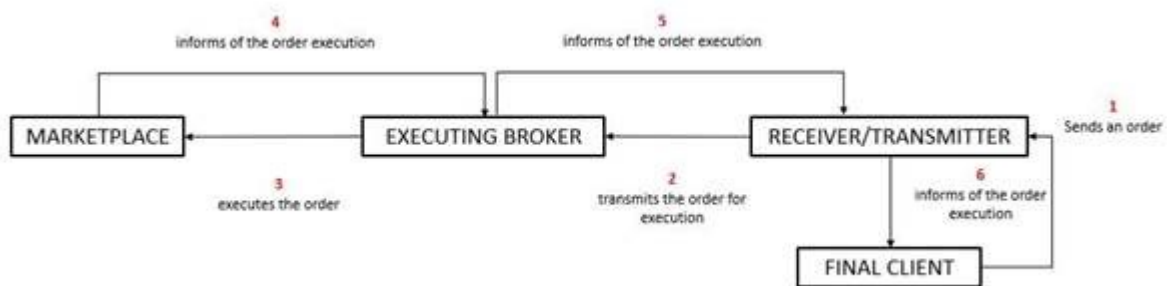 4
informs of the order execution
5
informs of the order execution
1
Sends an order
MARKETPLACE
EXECUTING BROKER
RECEIVER/TRANSMITTER
3
executes the order
2
transmits the order for
execution
6
informs of the order
execution
FINAL CLIENT